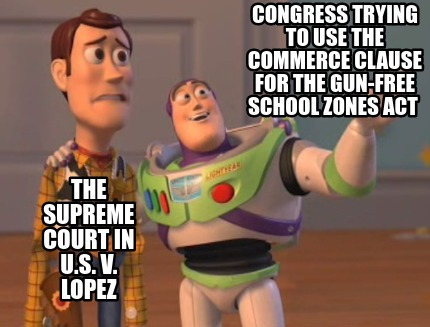 CONGRESS TRYING
TO USE THE
COMMERCE CLAUSE
FOR THE GUN-FREE
SCHOOL ZONES ACT
LIGHTYEAR
THE
SUPREME
COURT IN
U.S. V.
LOPEZ